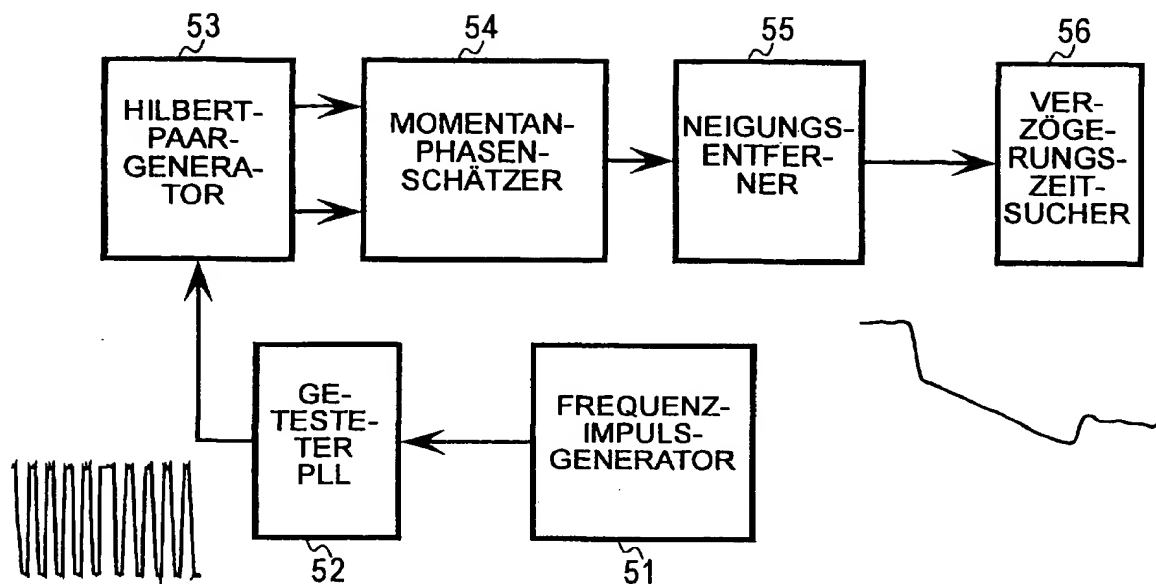 53
HILBERT-
PAAR-
GENERA-
TOR
54
MOMENTAN-
PHASEN-
SCHÄTZER
55
NEIGUNGS-
ENTFER-
NER
56
VER-
ZÖGE-
RUNGS-
ZEIT-
SUCHER
GE-
TESTE-
TER
PLL
52
FREQUENZ-
IMPULS-
GENERATOR
51